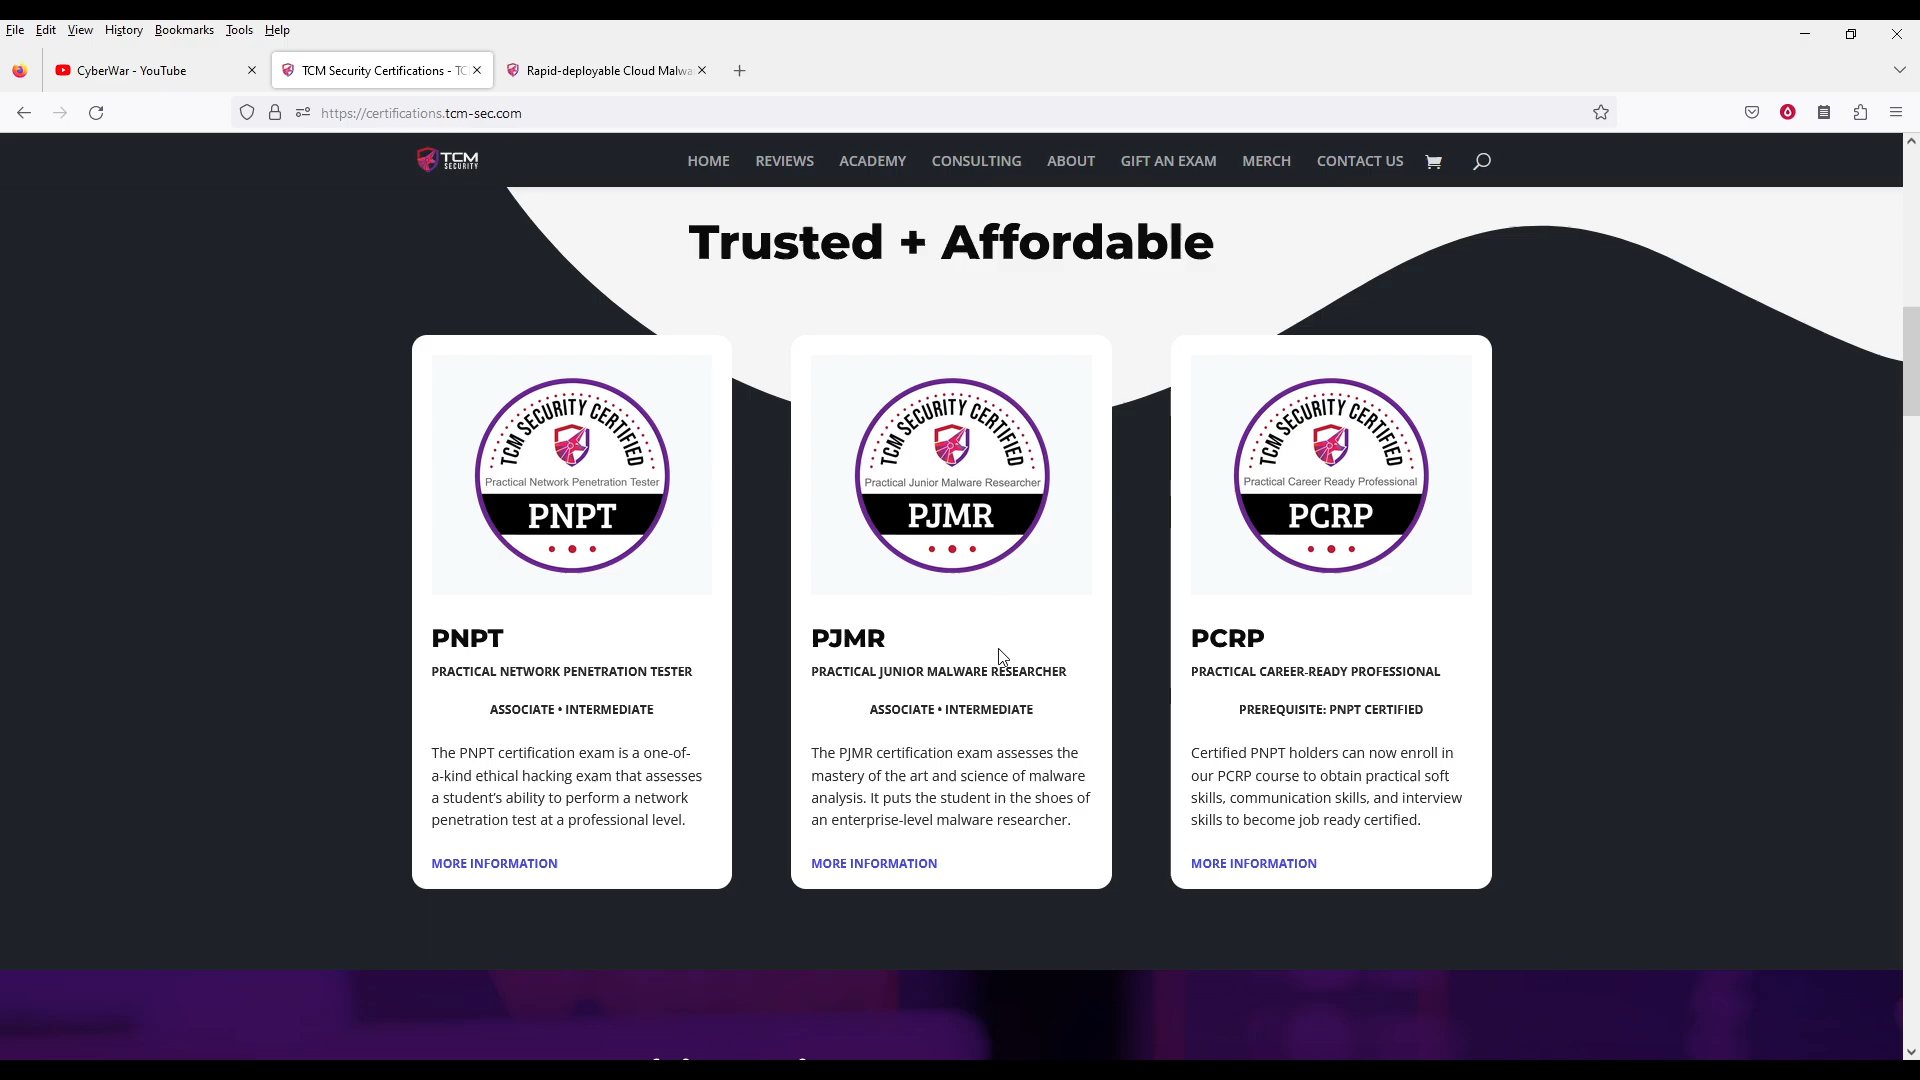 File Edit View History Bookmarks Tools Help
CyberWar - YouTube
TCM Security Certifications - TC
Rapid-deployable Cloud Malwa
https://certifications.tcm-sec.com
TCM SECURITY
HOME REVIEWS ACADEMY CONSULTING ABOUT GIFT AN EXAM MERCH CONTACT US
Trusted + Affordable
TCM SECURITY CERTIFIED
Practical Network Penetration Tester
PNPT
PNPT
PRACTICAL NETWORK PENETRATION TESTER
ASSOCIATE • INTERMEDIATE
The PNPT certification exam is a one-of-
a-kind ethical hacking exam that assesses
a student’s ability to perform a network
penetration test at a professional level.
MORE INFORMATION
TCM SECURITY CERTIFIED
Practical Junior Malware Researcher
PJMR
PJMR
PRACTICAL JUNIOR MALWARE RESEARCHER
ASSOCIATE • INTERMEDIATE
The PJMR certification exam assesses the
mastery of the art and science of malware
analysis. It puts the student in the shoes of
an enterprise-level malware researcher.
MORE INFORMATION
TCM SECURITY CERTIFIED
Practical Career Ready Professional
PCRP
PCRP
PRACTICAL CAREER-READY PROFESSIONAL
PREREQUISITE: PNPT CERTIFIED
Certified PNPT holders can now enroll in
our PCRP course to obtain practical soft
skills, communication skills, and interview
skills to become job ready certified.
MORE INFORMATION